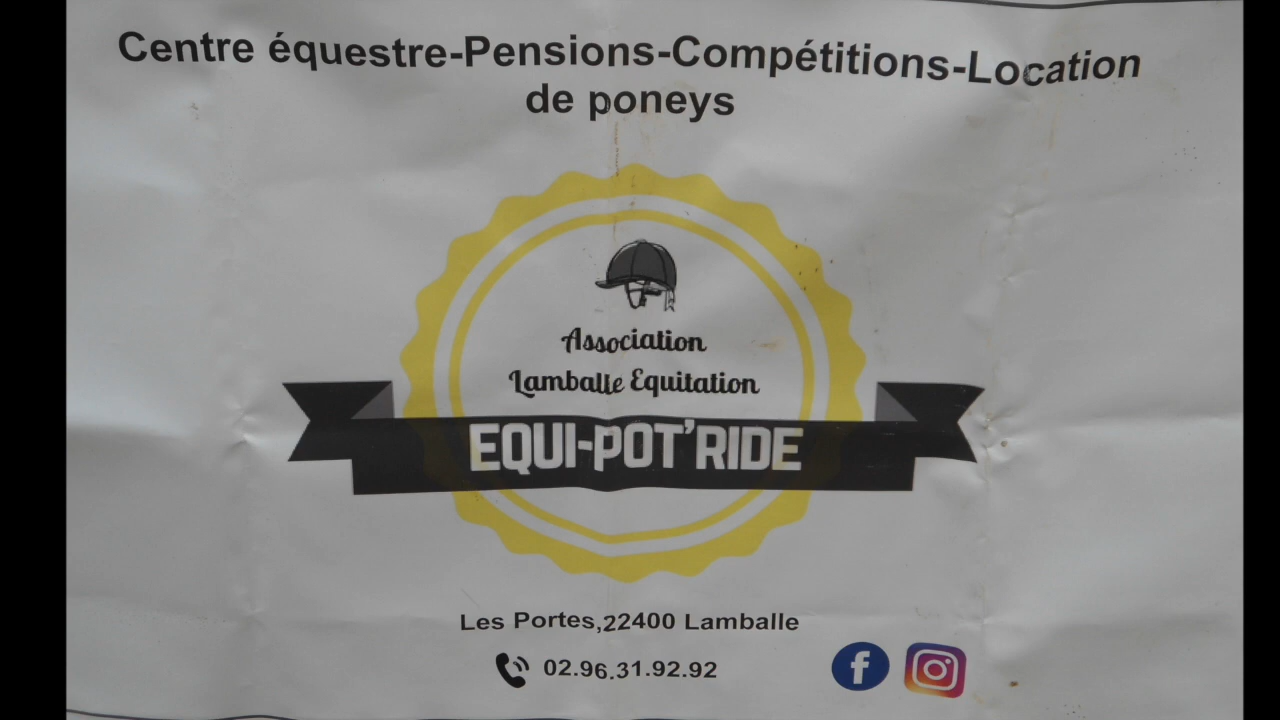 Centre équestre-Pensions-Compétitions-Location
de poneys
Association
Lamballe Equitation
EQUI-POT'RIDE
Les Portes,22400 Lamballe
02.96.31.92.92